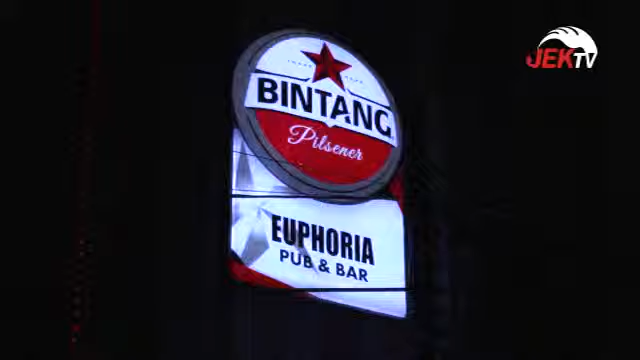 JEKTV
BINTANG
Pilsener
EUPHORIA
PUB & BAR